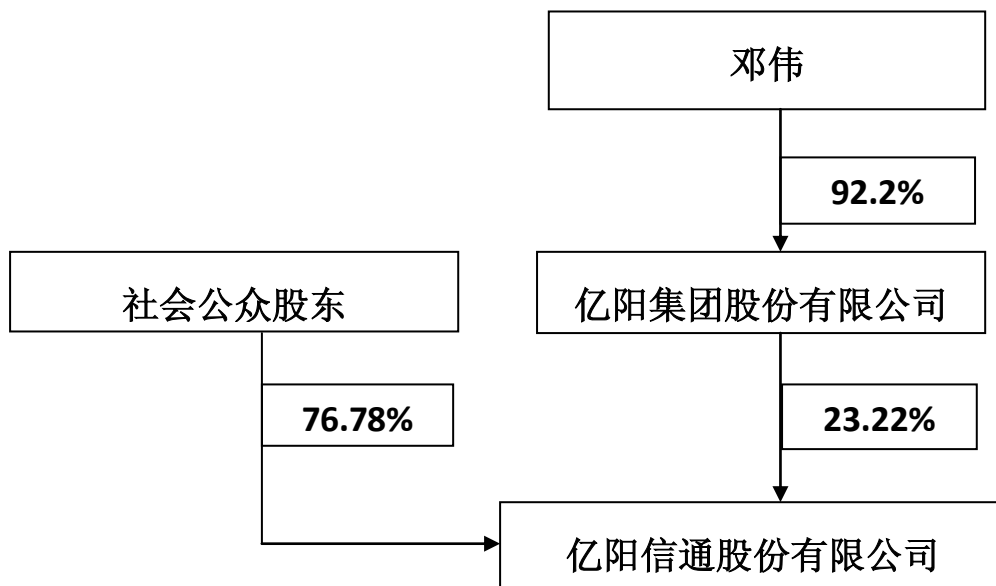 邓伟
92.2%
社会公众股东
亿阳集团股份有限公司
76.78%
23.22%
亿阳信通股份有限公司